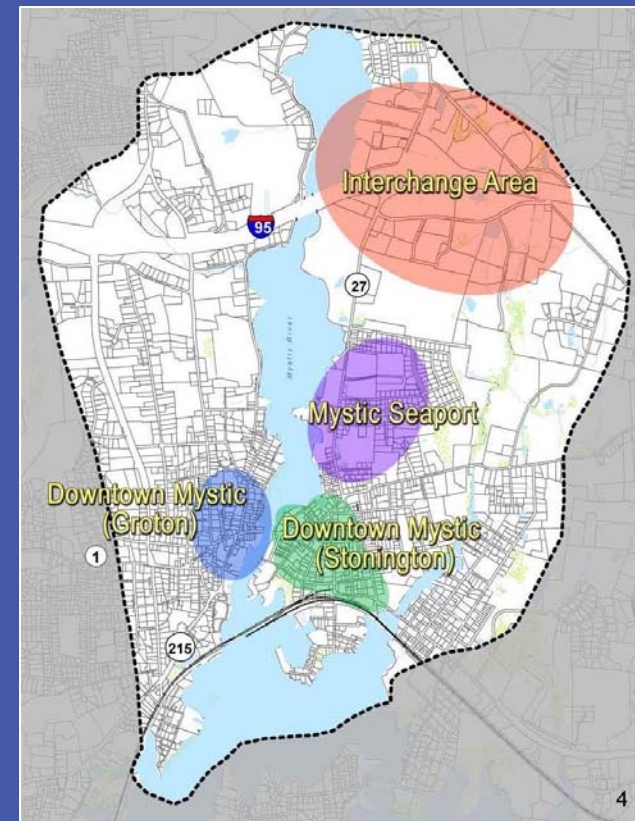 Interchange Area
95
27
Mystic River
Mystic Seaport
Downtown Mystic
(Groton)
Downtown Mystic
(Stonington)
1
215
4